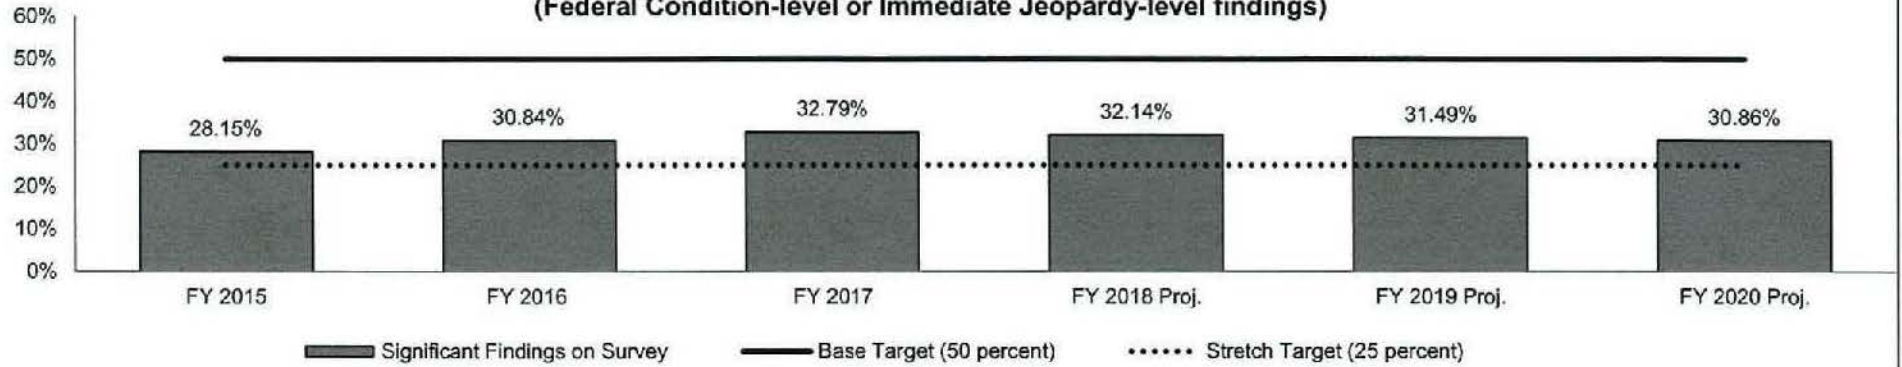 (Federal Condition-level or Immediate Jeopardy-level findings)
60%
50%
40%
30%
20%
10%
0%
28.15%
30.84%
32.79%
32.14%
31.49%
30.86%
FY 2015
FY 2016
FY 2017
FY 2018 Proj.
FY 2019 Proj.
FY 2020 Proj.
Significant Findings on Survey
Base Target (50 percent)
Stretch Target (25 percent)